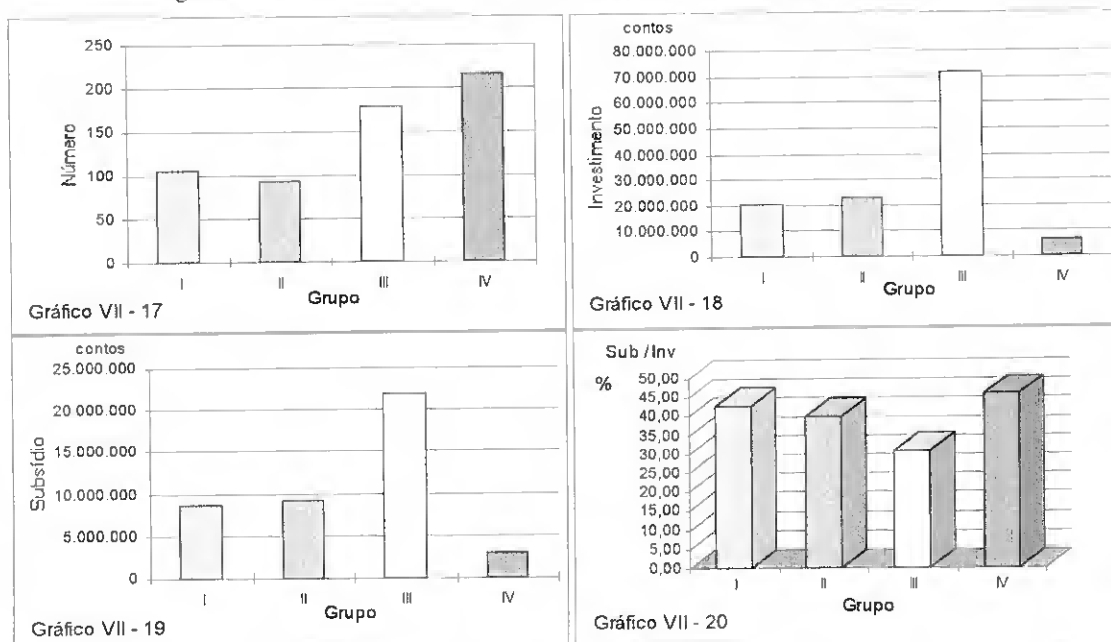 250
200
150
100
50
0
Número
I II III IV
Grupo
Gráfico VII - 17
contos
80.000.000
70.000.000
60.000.000
50.000.000
40.000.000
30.000.000
20.000.000
10.000.000
0
Investimento
I II III IV
Grupo
Gráfico VII - 18
contos
25.000.000
20 000.000
15.000.000
10.000.000
5.000.000
0
Subsídio
I II III IV
Grupo
Gráfico VII - 19
Sub /Inv
%
50,00
45,00
40,00
35,00
30,00
25,00
20,00
15,00
10,00
5,00
0,00
I II III IV
Grupo
Gráfico VII - 20